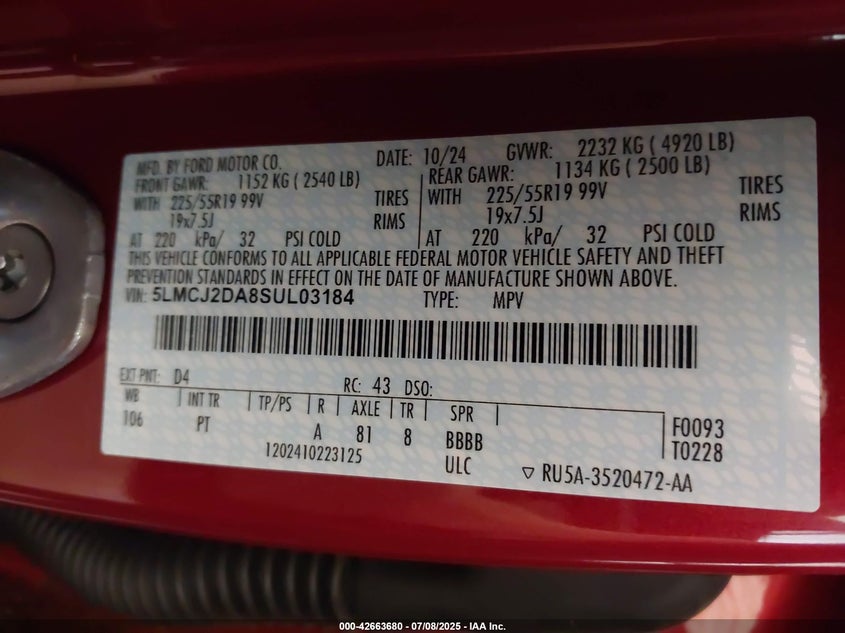 MFD. BY FORD MOTOR CO. DATE: 10/24 GVWR: 2232 KG ( 4920 LB)
FRONT GAWR: 1152 KG ( 2540 LB) REAR GAWR: 1134 KG ( 2500 LB)
WITH 225/55R19 99V TIRES WITH 225/55R19 99V TIRES
19x7.5J RIMS 19x7.5J RIMS
AT 220 kPa/ 32 PSI COLD AT 220 kPa/ 32 PSI COLD
THIS VEHICLE CONFORMS TO ALL APPLICABLE FEDERAL MOTOR VEHICLE SAFETY AND THEFT
PREVENTION STANDARDS IN EFFECT ON THE DATE OF MANUFACTURE SHOWN ABOVE.
VIN: 5LMCJ2DA8SUL03184 TYPE: MPV
EXT PNT: D4 RC: 43 DSO:
WB INT TR TP/PS R AXLE TR SPR F0093
106 PT A 81 8 BBBB T0228
1202410223125 ULC RU5A-3520472-AA
000-42663680 - 07/08/2025 - IAA Inc.